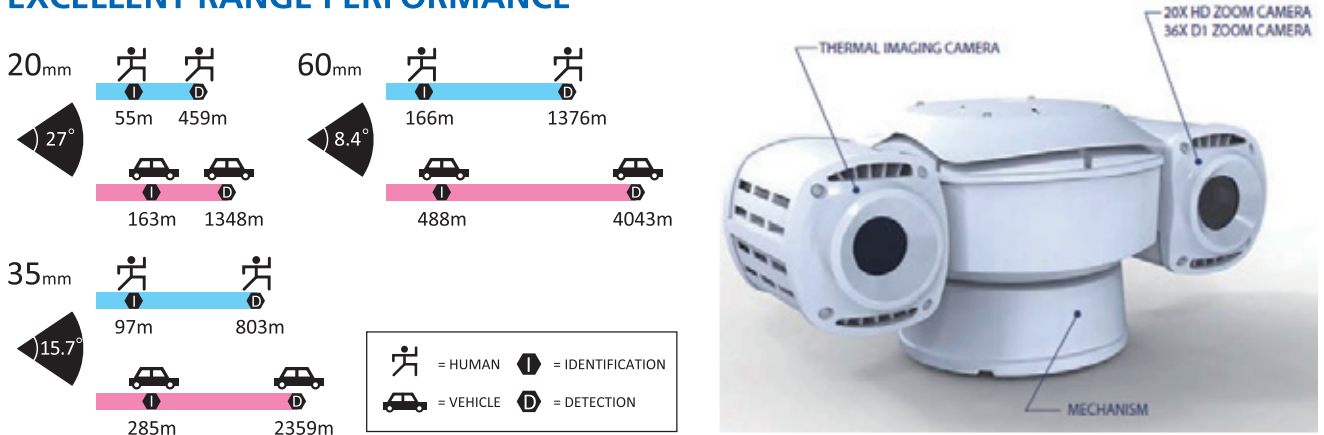 EXCELLENT RANGE PERFORMANCE
20mm
27°
I
D
55m 459m
I
D
163m 1348m
60mm
8.4°
I
D
166m 1376m
I
D
488m 4043m
35mm
15.7°
I
D
97m 803m
I
D
285m 2359m
= HUMAN I = IDENTIFICATION
= VEHICLE D = DETECTION
THERMAL IMAGING CAMERA
20X HD ZOOM CAMERA
36X D1 ZOOM CAMERA
MECHANISM